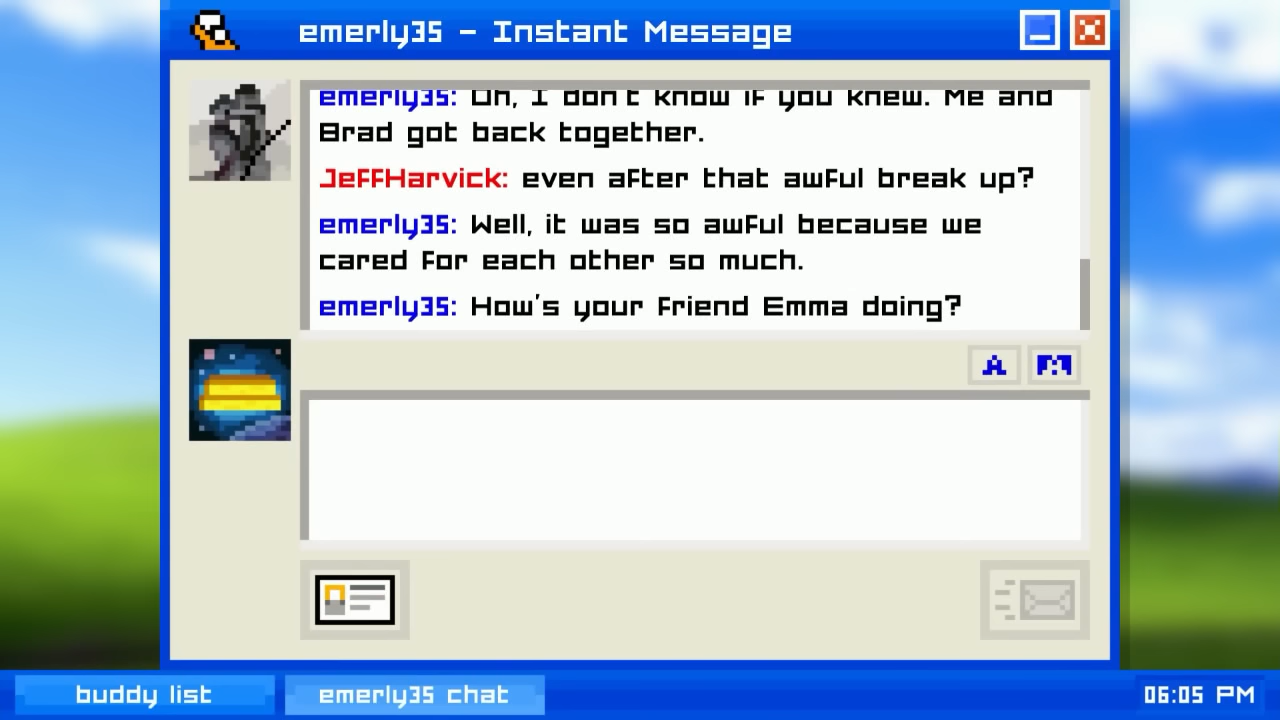 emerly35 - Instant Message
emerly35: Oh, I don't know if you knew. Me and
Brad got back together.
JeffHarvick: even after that awful break up?
emerly35: Well, it was so awful because we
cared for each other so much.
emerly35: How's your friend Emma doing?
A
buddy list
emerly35 chat
06:05 PM